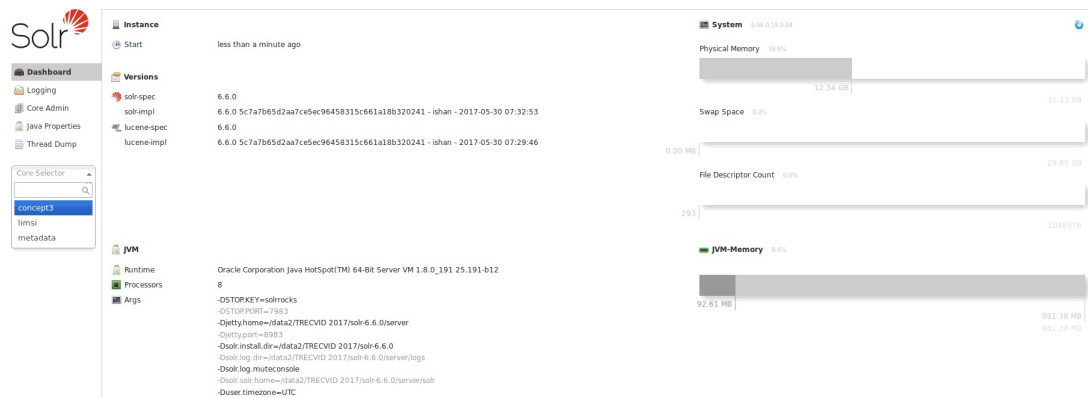 Solr
Dashboard
Logging
Core Admin
Java Properties
Thread Dump
Core Selector
concept3
limsi
metadata
Instance
Start less than a minute ago
Versions
solr-spec 6.6.0
solr-impl 6.6.0 5c7a7b65d2aa7ce5ec96458315c661a18b320241 - ishan - 2017-05-30 07:32:53
lucene-spec 6.6.0
lucene-impl 6.6.0 5c7a7b65d2aa7ce5ec96458315c661a18b320241 - ishan - 2017-05-30 07:29:46
JVM
Runtime Oracle Corporation Java HotSpot(TM) 64-Bit Server VM 1.8.0_191 25.191-b12
Processors 8
Args -DSTOP.KEY=solrrocks
-DSTOP.PORT=7983
-Djetty.home=/data2/TRECVID 2017/solr-6.6.0/server
-Djetty.port=8983
-Dsolr.install.dir=/data2/TRECVID 2017/solr-6.6.0
-Dsolr.log.dir=/data2/TRECVID 2017/solr-6.6.0/server/logs
-Dsolr.log.muteconsole
-Dsolr.solr.home=/data2/TRECVID 2017/solr-6.6.0/server/solr
-Duser.timezone=UTC
System 0.56 0.15 0.04
Physical Memory 39.6%
12.34 GB
31.15 GB
Swap Space 0.0%
0.00 MB
29.80 GB
File Descriptor Count 0.0%
293
1048576
JVM-Memory 9.4%
92.61 MB
981.38 MB
981.38 MB